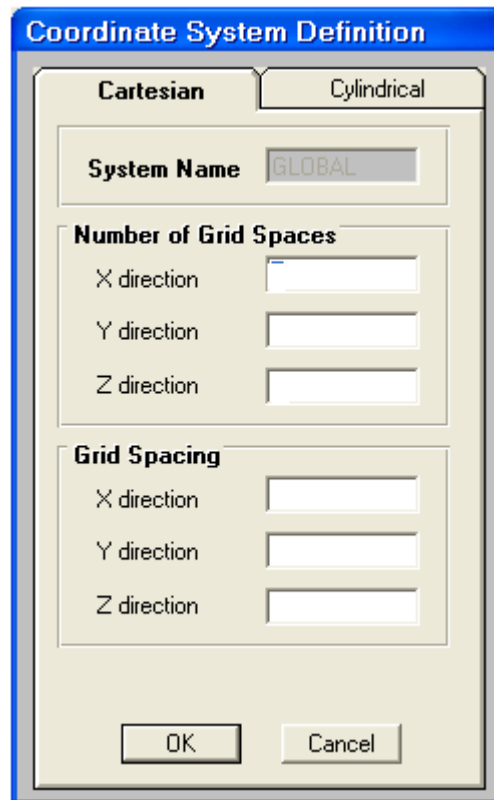 Coordinate System Definition
Cartesian Cylindrical
System Name GLOBAL
Number of Grid Spaces
X direction
Y direction
Z direction
Grid Spacing
X direction
Y direction
Z direction
OK Cancel